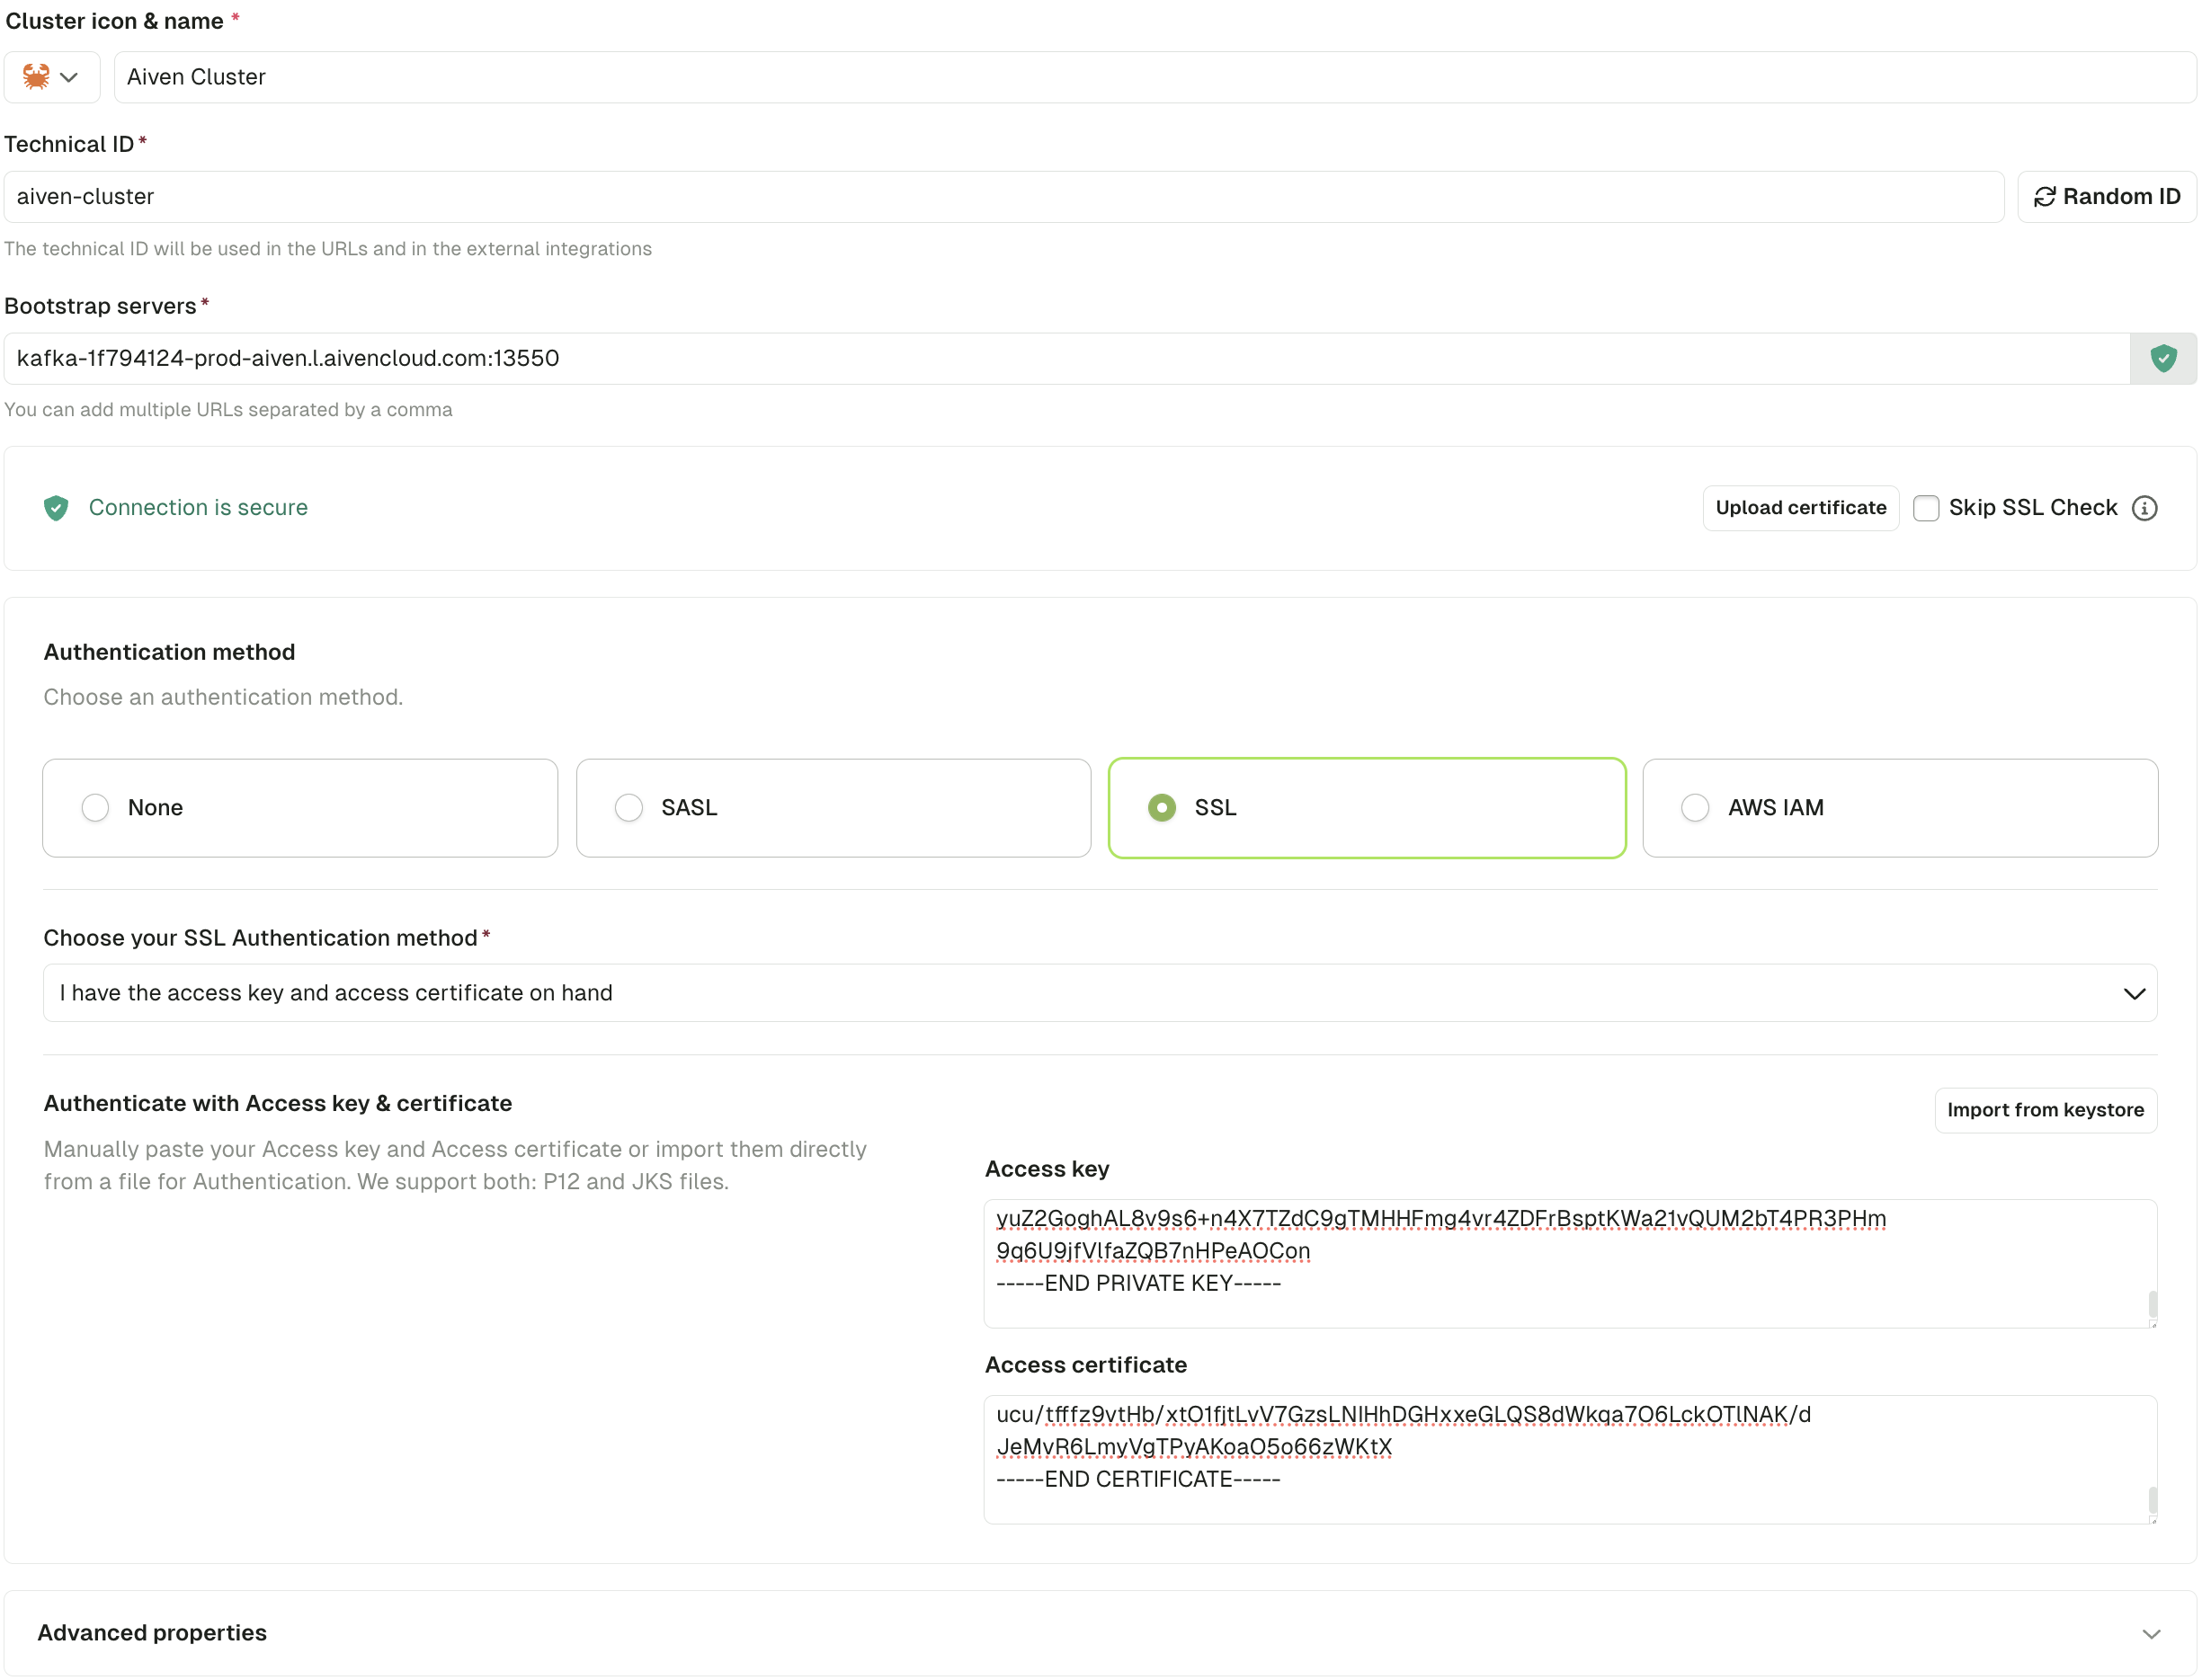 Cluster icon & name *
Aiven Cluster
Technical ID *
aiven-cluster
Random ID
The technical ID will be used in the URLs and in the external integrations
Bootstrap servers *
kafka-1f794124-prod-aiven.l.aivencloud.com:13550
You can add multiple URLs separated by a comma
Connection is secure
Upload certificate
Skip SSL Check
Authentication method
Choose an authentication method.
None
SASL
SSL
AWS IAM
Choose your SSL Authentication method *
I have the access key and access certificate on hand
Authenticate with Access key & certificate
Manually paste your Access key and Access certificate or import them directly
from a file for Authentication. We support both: P12 and JKS files.
Import from keystore
Access key
yuZ2GoghAL8v9s6+n4X7TZdC9gTMHHFmg4vr4ZDFrBsptKWa21vQUM2bT4PR3PHm
9q6U9jfVlfaZQB7nHPeAOCon
-----END PRIVATE KEY-----
Access certificate
ucu/tfffz9vtHb/xtO1fjtLvV7GzsLNIHhDGHxxeGLQS8dWkqa7O6LckOTlNAK/d
JeMvR6LmyVgTPyAKoaO5o66zWKtX
-----END CERTIFICATE-----
Advanced properties